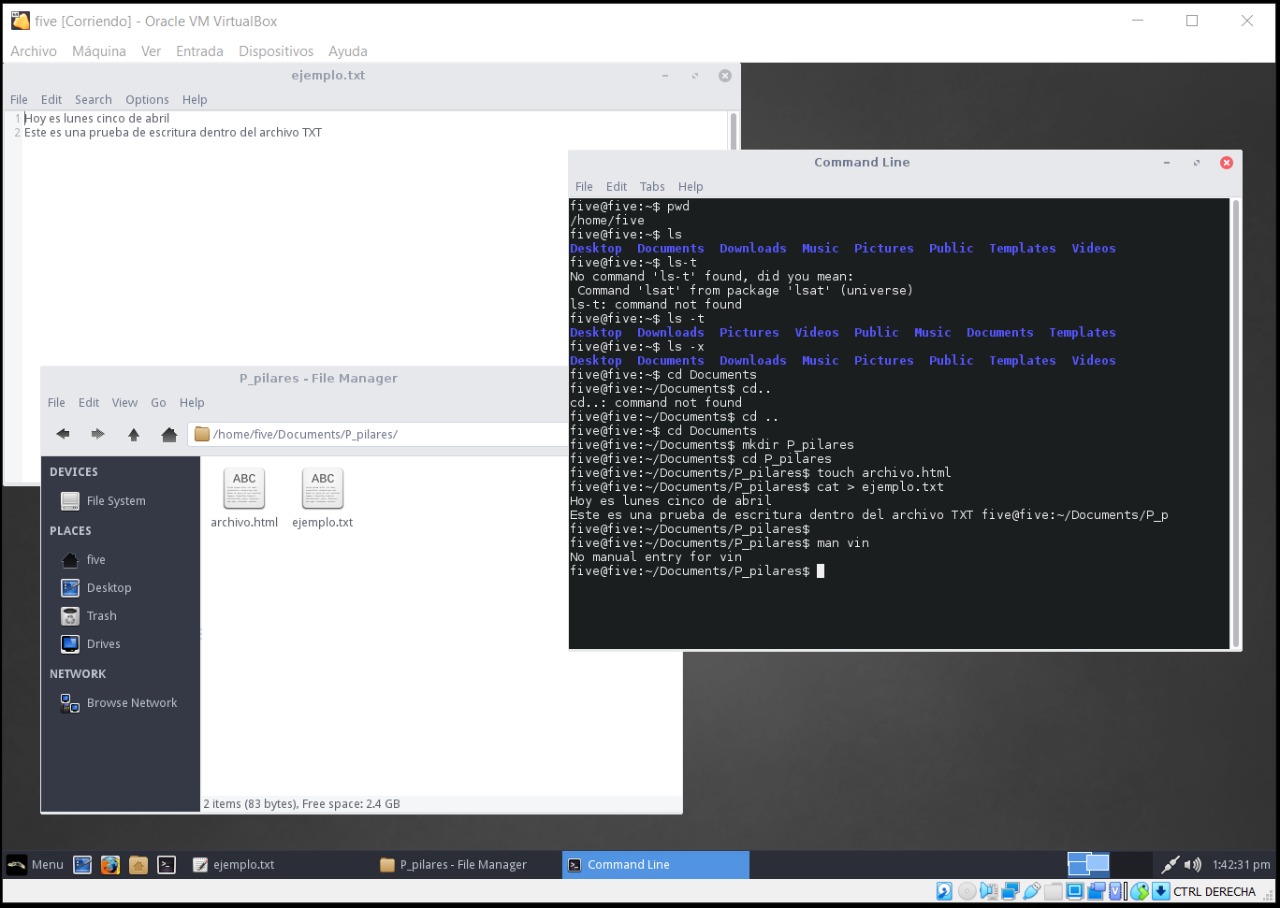 five [Corriendo] - Oracle VM VirtualBox
Archivo Máquina Ver Entrada Dispositivos Ayuda
ejemplo.txt
File Edit Search Options Help
1 Hoy es lunes cinco de abril
2 Este es una prueba de escritura dentro del archivo TXT
Command Line
File Edit Tabs Help
five@five:~$ pwd
/home/five
five@five:~$ ls
Desktop Documents Downloads Music Pictures Public Templates Videos
five@five:~$ ls-t
No command 'ls-t' found, did you mean:
Command 'lsat' from package 'lsat' (universe)
ls-t: command not found
five@five:~$ ls -t
Desktop Downloads Pictures Videos Public Music Documents Templates
five@five:~$ ls -x
Desktop Documents Downloads Music Pictures Public Templates Videos
five@five:~$ cd Documents
five@five:~/Documents$ cd..
cd..: command not found
five@five:~/Documents$ cd ..
five@five:~$ cd Documents
five@five:~/Documents$ mkdir P_pilares
five@five:~/Documents$ cd P_pilares
five@five:~/Documents/P_pilares$ touch archivo.html
five@five:~/Documents/P_pilares$ cat > ejemplo.txt
Hoy es lunes cinco de abril
Este es una prueba de escritura dentro del archivo TXT five@five:~/Documents/P_p
five@five:~/Documents/P_pilares$
five@five:~/Documents/P_pilares$ man vin
No manual entry for vin
five@five:~/Documents/P_pilares$
P_pilares - File Manager
File Edit View Go Help
/home/five/Documents/P_pilares/
DEVICES
File System
PLACES
five
Desktop
Trash
Drives
NETWORK
Browse Network
ABC ABC
archivo.html ejemplo.txt
2 items (83 bytes), Free space: 2.4 GB
Menu ejemplo.txt P_pilares - File Manager Command Line 1:42:31 pm
CTRL DERECHA